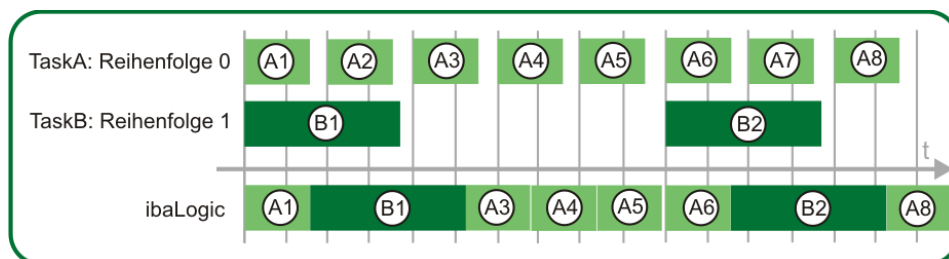 TaskA: Reihenfolge 0 A1 A2 A3 A4 A5 A6 A7 A8
TaskB: Reihenfolge 1 B1 B2
t
ibaLogic A1 B1 A3 A4 A5 A6 B2 A8